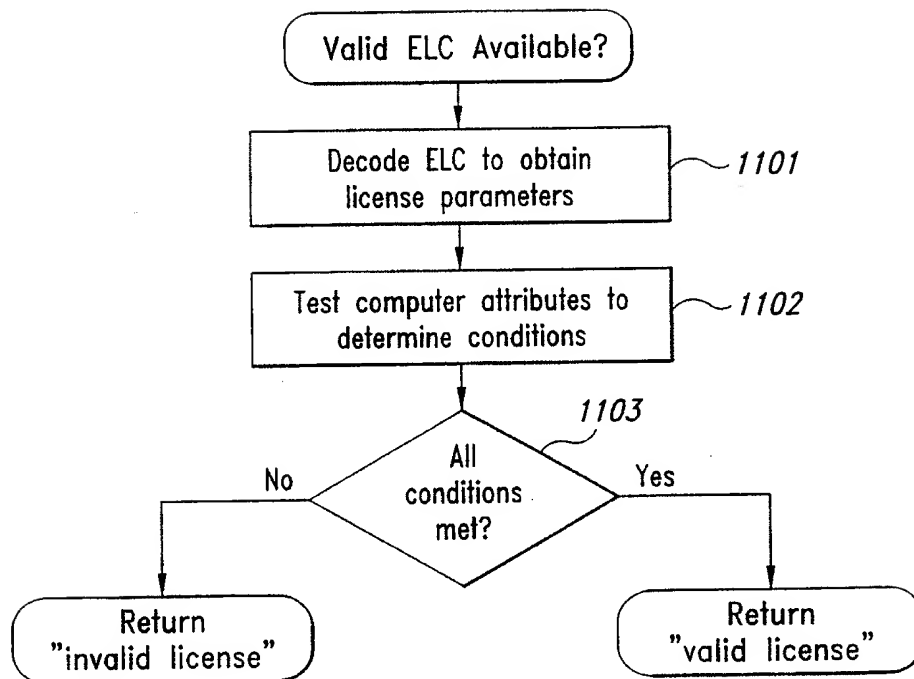 Valid ELC Available?
Decode ELC to obtain
license parameters
1101
Test computer attributes to
determine conditions
1102
1103
All
conditions
met?
No
Yes
Return
"invalid license"
Return
"valid license"